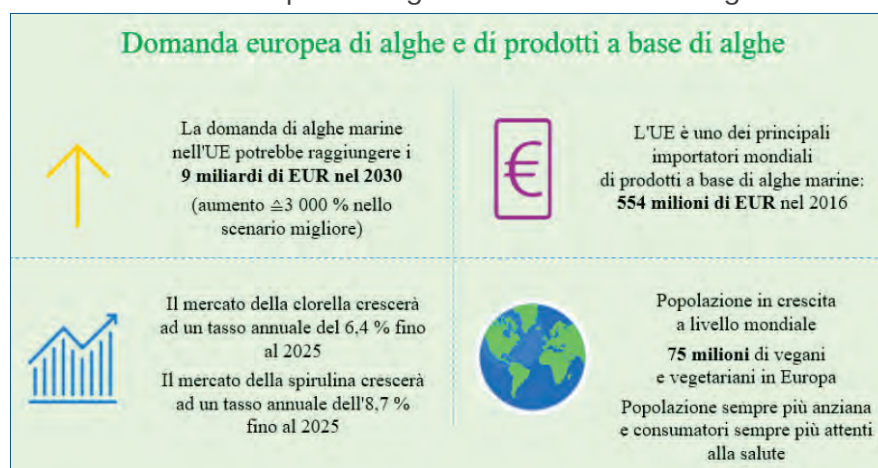 Domanda europea di alghe e di prodotti a base di alghe
La domanda di alghe marine
nell'UE potrebbe raggiungere i
9 miliardi di EUR nel 2030
(aumento ≙3 000 % nello
scenario migliore)
L'UE è uno dei principali
importatori mondiali
di prodotti a base di alghe marine:
554 milioni di EUR nel 2016
Il mercato della clorella crescerà
ad un tasso annuale del 6,4 % fino
al 2025
Il mercato della spirulina crescerà
ad un tasso annuale dell'8,7 %
fino al 2025
€
Popolazione in crescita
a livello mondiale
75 milioni di vegani
e vegetariani in Europa
Popolazione sempre più anziana
e consumatori sempre più attenti
alla salute